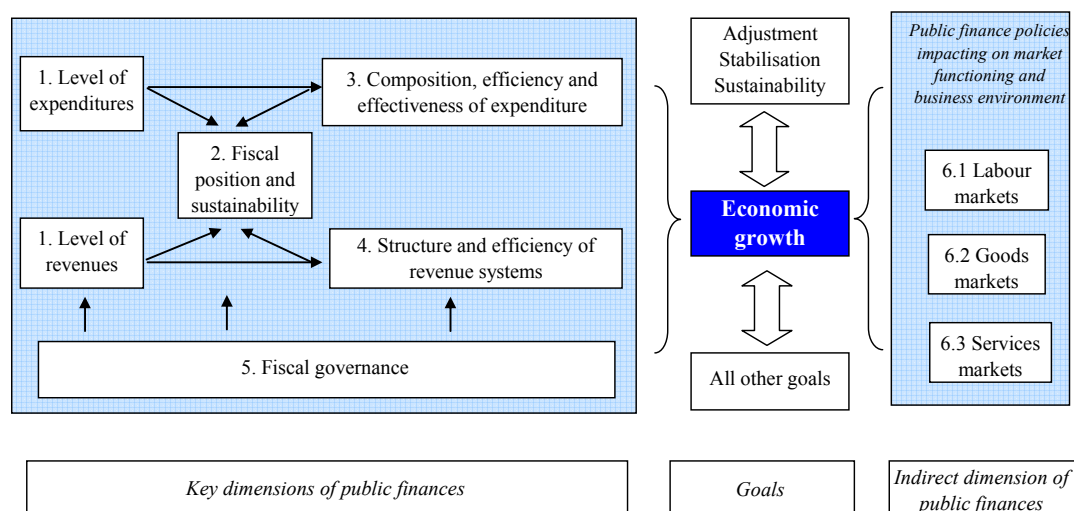 1. Level of
expenditures
3. Composition, efficiency and
effectiveness of expenditure
2. Fiscal
position and
sustainability
1. Level of
revenues
4. Structure and efficiency of
revenue systems
5. Fiscal governance
Adjustment
Stabilisation
Sustainability
Economic
growth
All other goals
Public finance policies
impacting on market
functioning and
business environment
6.1 Labour
markets
6.2 Goods
markets
6.3 Services
markets
Key dimensions of public finances
Goals
Indirect dimension of
public finances